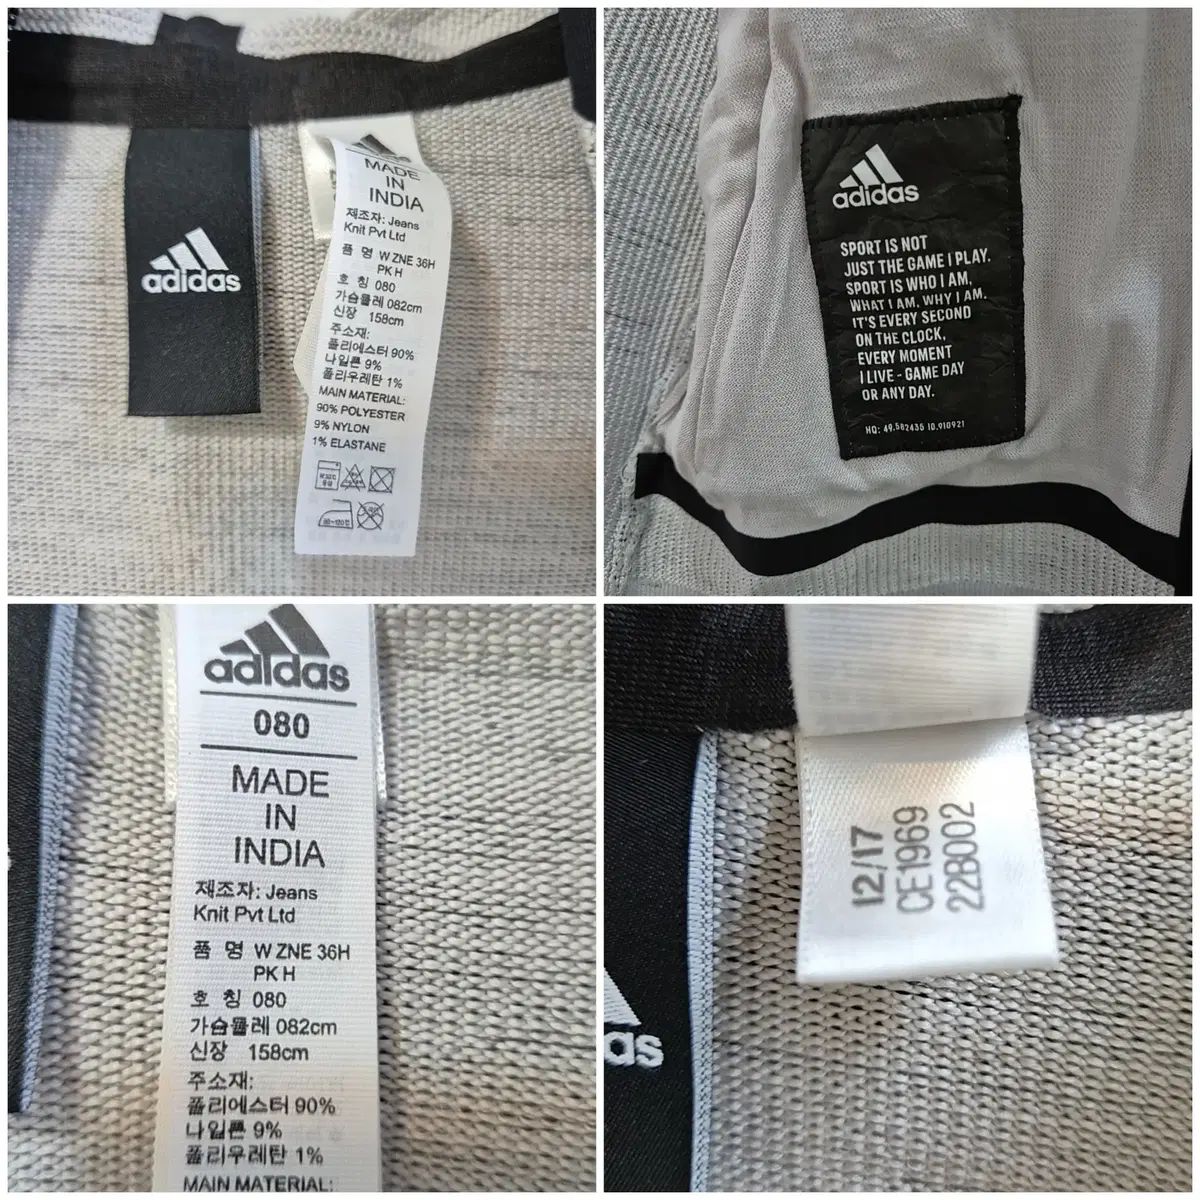 adidas
MADE
IN
INDIA
제조자: Jeans
Knit Pvt Ltd
품 명 W ZNE 36H
PK H
호 칭 080
가슴둘레 082cm
신장 158cm
주소재:
폴리에스터 90%
나일론 9%
폴리우레탄 1%
MAIN MATERIAL:
90% POLYESTER
9% NYLON
1% ELASTANE
adidas
SPORT IS NOT
JUST THE GAME I PLAY.
SPORT IS WHO I AM,
WHAT I AM, WHY I AM.
IT'S EVERY SECOND
ON THE CLOCK,
EVERY MOMENT
I LIVE - GAME DAY
OR ANY DAY.
HQ: 49.582435 10.910921
adidas
080
MADE
IN
INDIA
제조자: Jeans
Knit Pvt Ltd
품 명 W ZNE 36H
PK H
호 칭 080
가슴둘레 082cm
신장 158cm
주소재:
폴리에스터 90%
나일론 9%
폴리우레탄 1%
MAIN MATERIAL:
12/17
CE1969
22B002
das